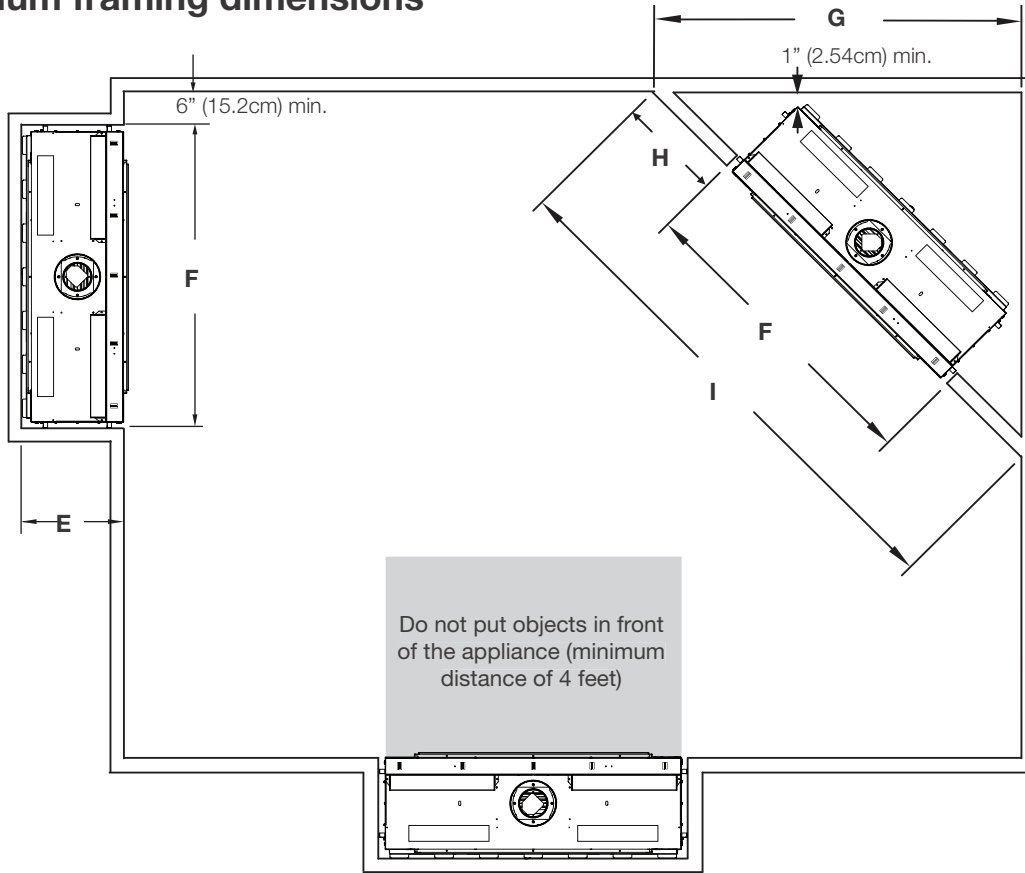 framing dimensions
G
1” (2.54cm) min.
6” (15.2cm) min.
H
F
F
I
E
Do not put objects in front
of the appliance (minimum
distance of 4 feet)